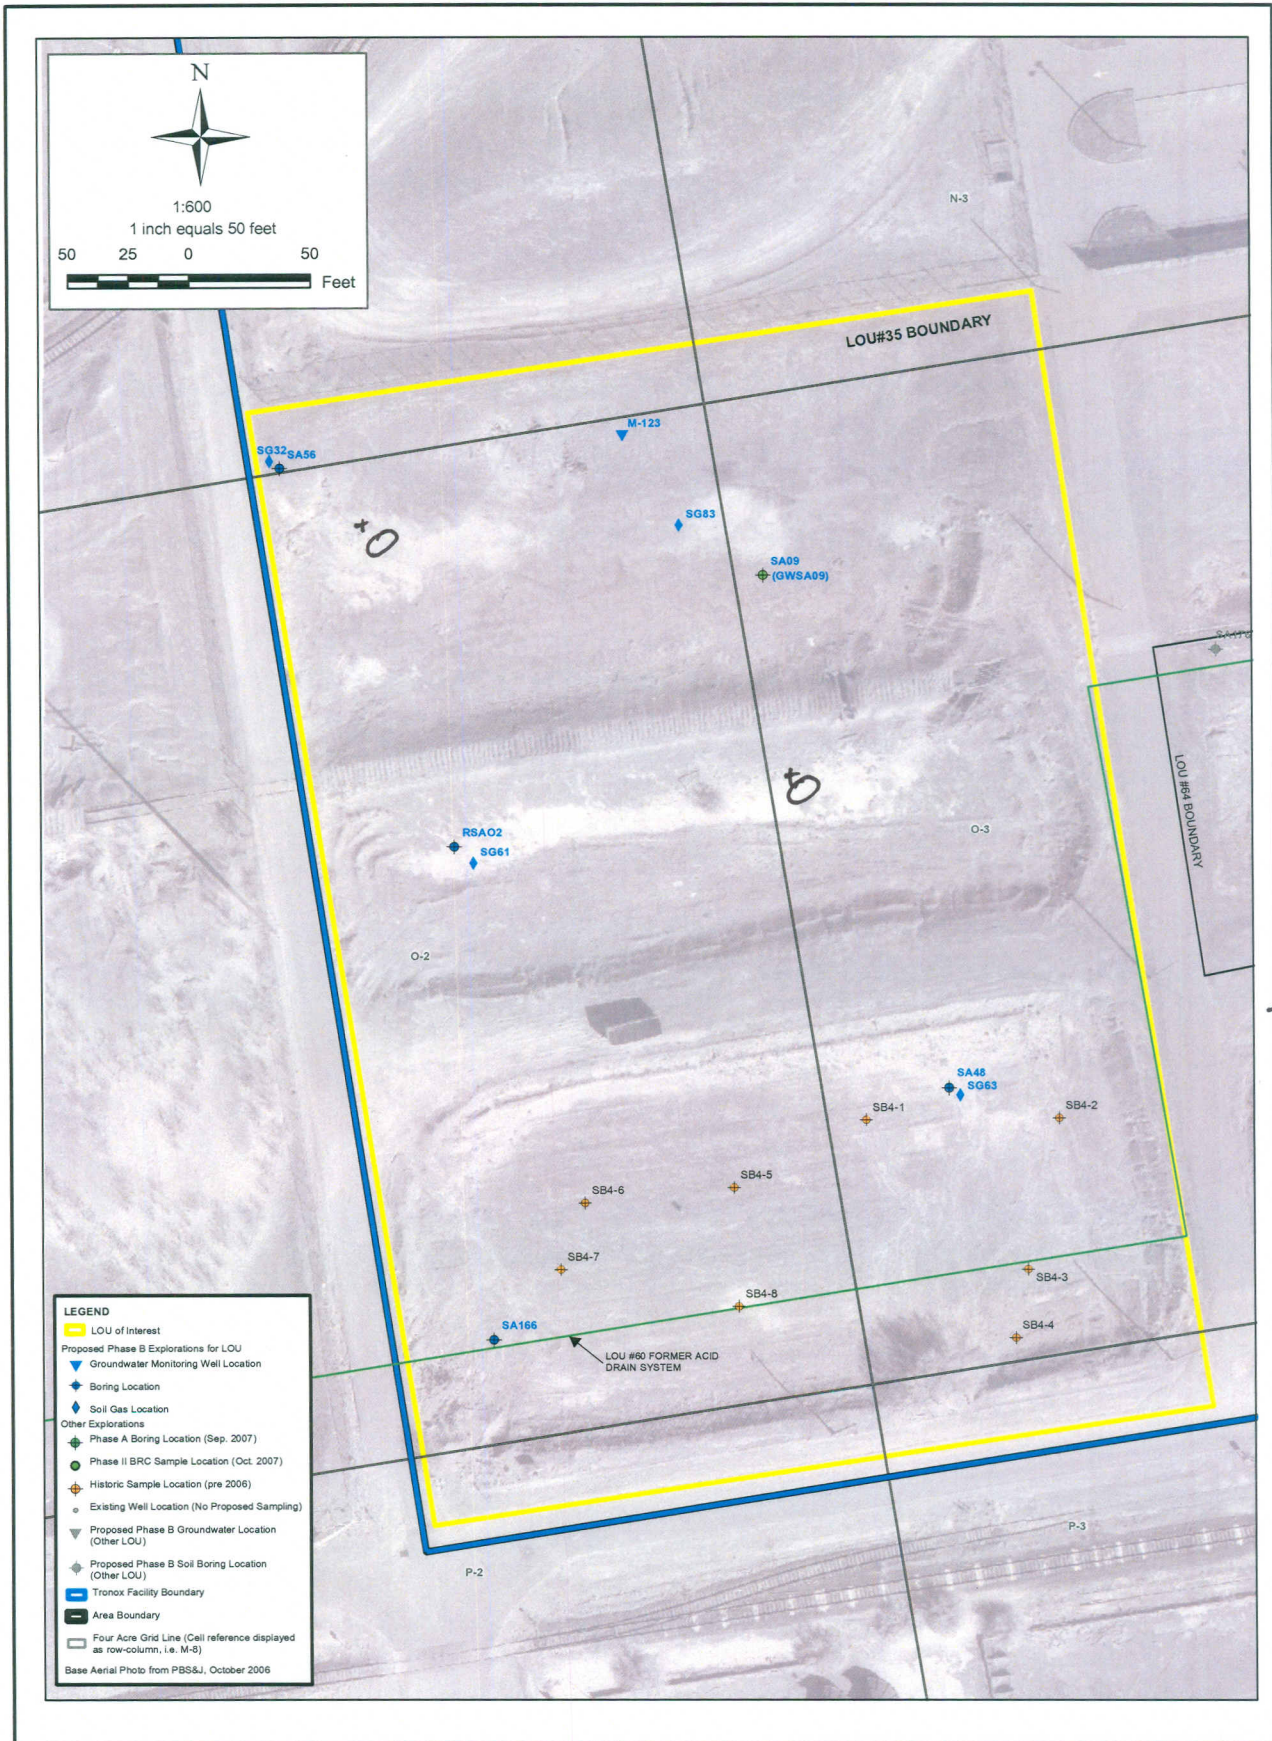 N
1:600
1 inch equals 50 feet
50 25 0 50
Feet
N-3
LOU#35 BOUNDARY
M-123
SG32 SA56
SG83
SA09
(GWSA09)
LOU #64 BOUNDARY
RSAO2
SG61
O-3
O-2
SA48
SG63
SB4-1
SB4-2
SB4-5
SB4-6
SB4-7
SB4-3
SB4-8
SB4-4
SA166
LOU #60 FORMER ACID
DRAIN SYSTEM
P-3
P-2
LEGEND
LOU of Interest
Proposed Phase B Explorations for LOU
Groundwater Monitoring Well Location
Boring Location
Soil Gas Location
Other Explorations
Phase A Boring Location (Sep. 2007)
Phase II BRC Sample Location (Oct. 2007)
Historic Sample Location (pre 2006)
Existing Well Location (No Proposed Sampling)
Proposed Phase B Groundwater Location
(Other LOU)
Proposed Phase B Soil Boring Location
(Other LOU)
Tronox Facility Boundary
Area Boundary
Four Acre Grid Line (Cell reference displayed
as row-column, i.e. M-8)
Base Aerial Photo from PBS&J, October 2006